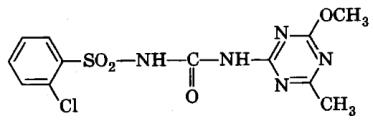 OCH₃
N N
SO₂—NH—C—NH N
Cl O CH₃